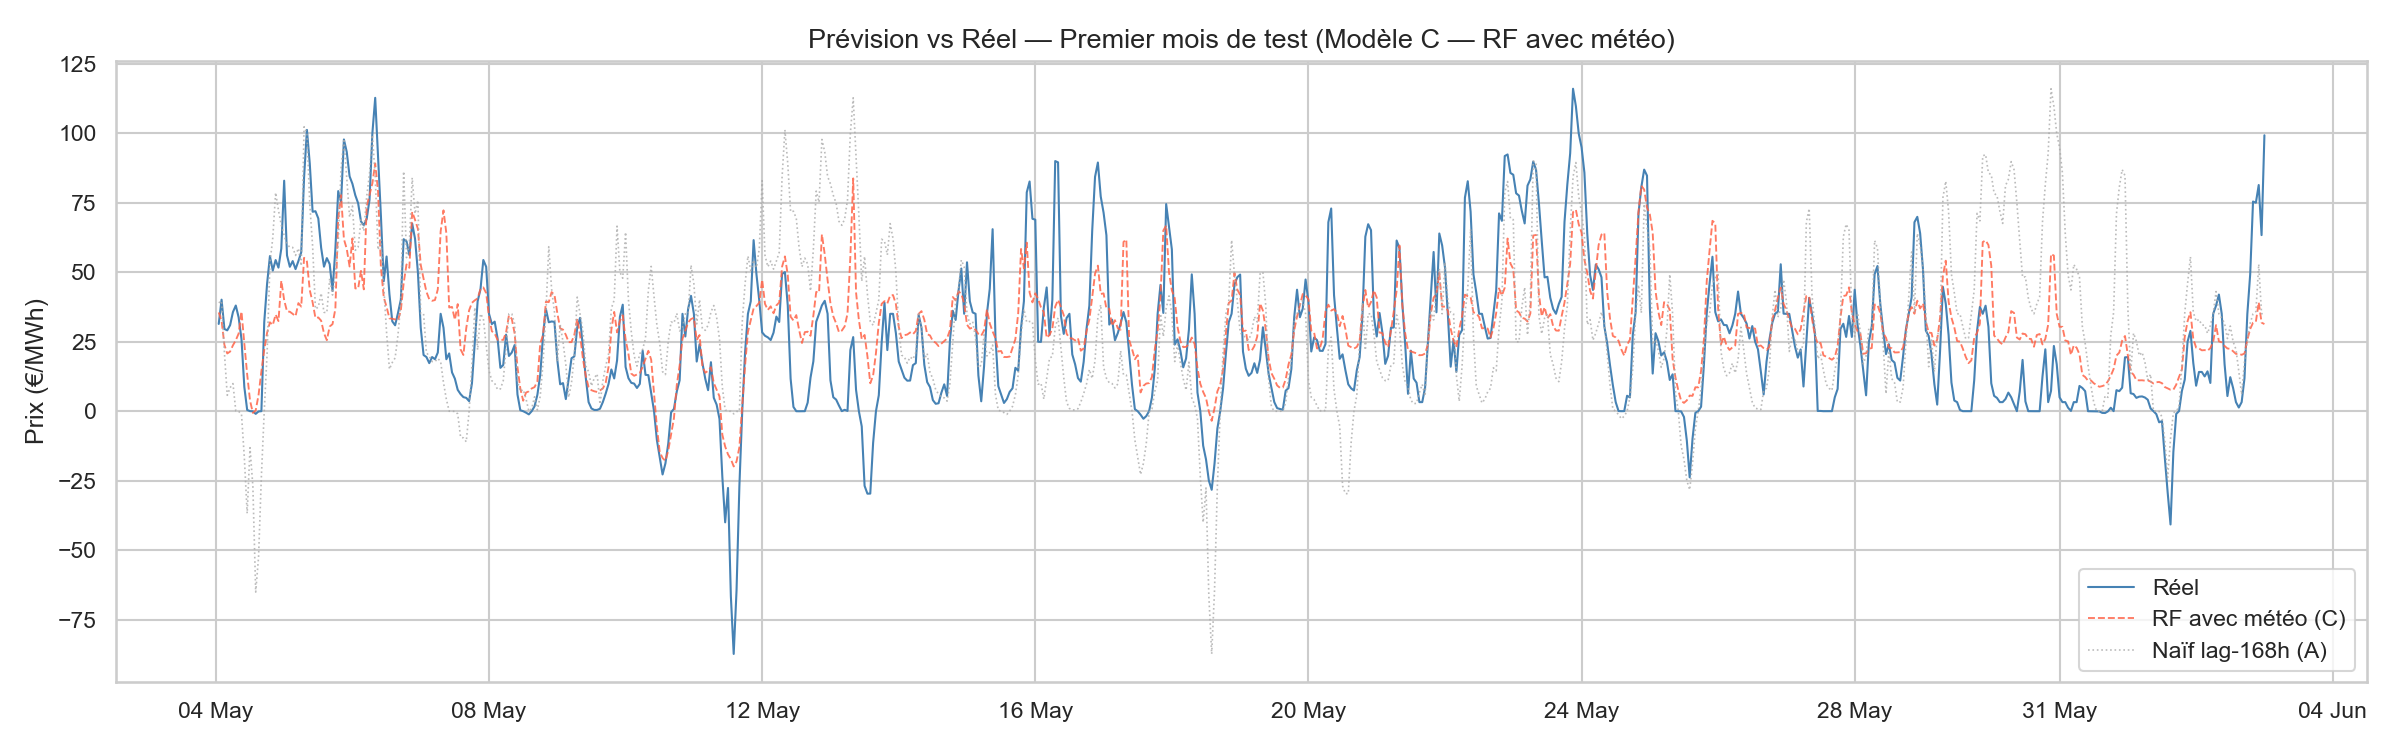 Prévision vs Réel — Premier mois de test (Modèle C — RF avec météo)
Prix (€/MWh)
125
100
75
50
25
0
−25
−50
−75
04 May
08 May
12 May
16 May
20 May
24 May
28 May
31 May
04 Jun
Réel
RF avec météo (C)
Naïf lag-168h (A)